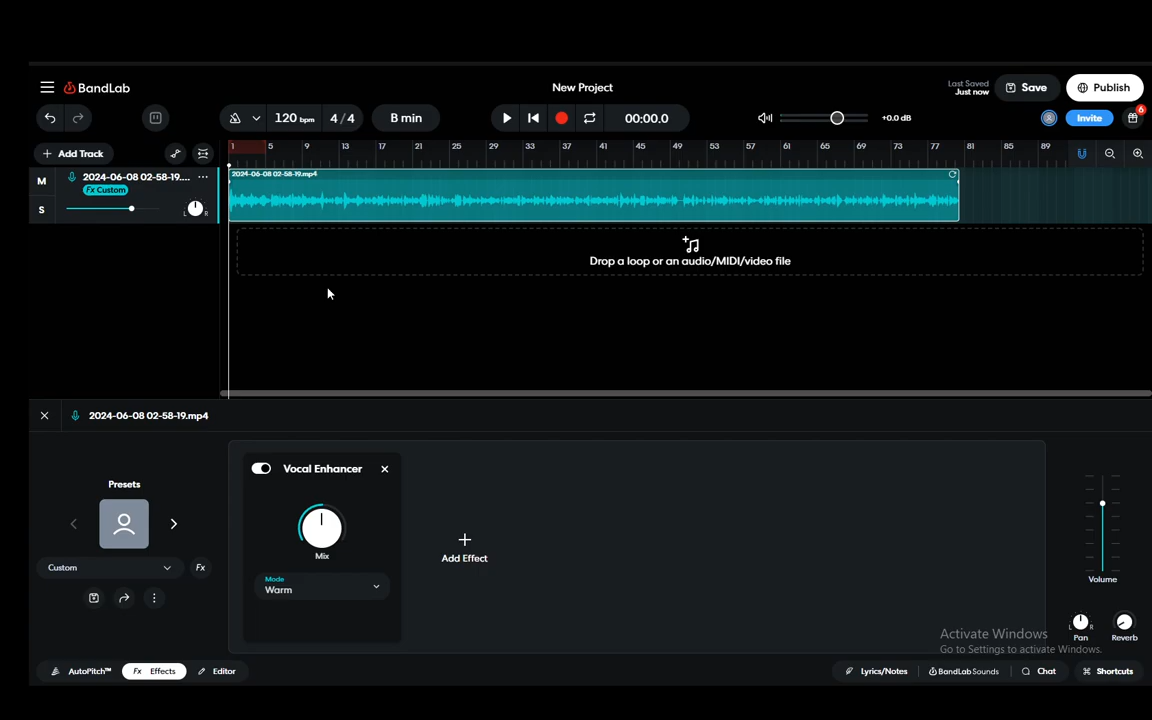 BandLab
New Project
Last Saved
Just now
Save
Publish
120 bpm
4/4
B min
00:00.0
+0.0 dB
Invite
6
+ Add Track
1 5 9 13 17 21 25 29 33 37 41 45 49 53 57 61 65 69 73 77 81 85 89
M
2024-06-08 02-58-19....
Fx Custom
S
L R
2024-06-08 02-58-19.mp4
Drop a loop or an audio/MIDI/video file
2024-06-08 02-58-19.mp4
Presets
Custom
Fx
Vocal Enhancer
Mix
Mode
Warm
Add Effect
Volume
L R
Pan
Reverb
Activate Windows
Go to Settings to activate Windows.
AutoPitch™
Fx Effects
Editor
Lyrics/Notes
BandLab Sounds
Chat
Shortcuts